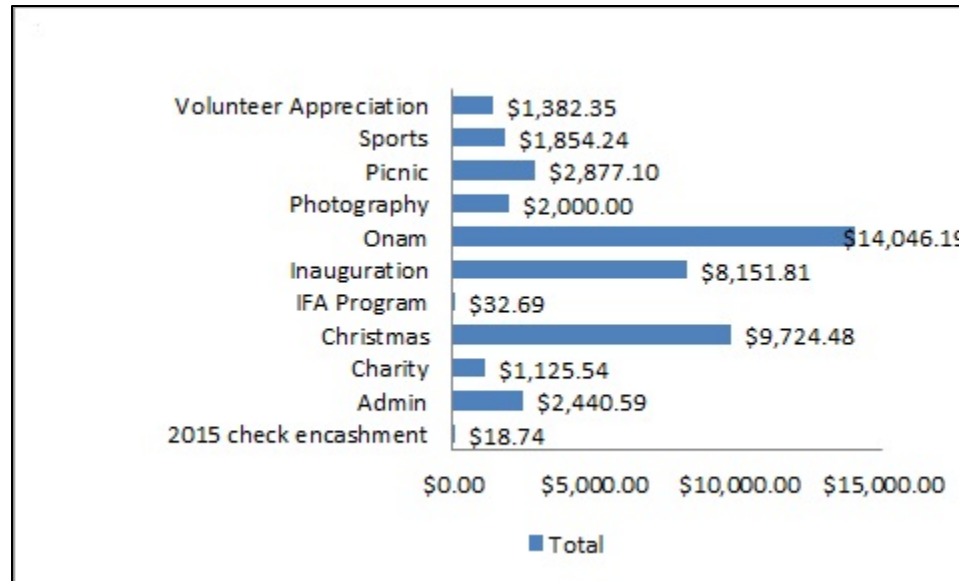 Volunteer Appreciation $1,382.35
Sports $1,854.24
Picnic $2,877.10
Photography $2,000.00
Onam $14,046.19
Inauguration $8,151.81
IFA Program $32.69
Christmas $9,724.48
Charity $1,125.54
Admin $2,440.59
2015 check encashment $18.74
$0.00 $5,000.00 $10,000.00 $15,000.00
Total